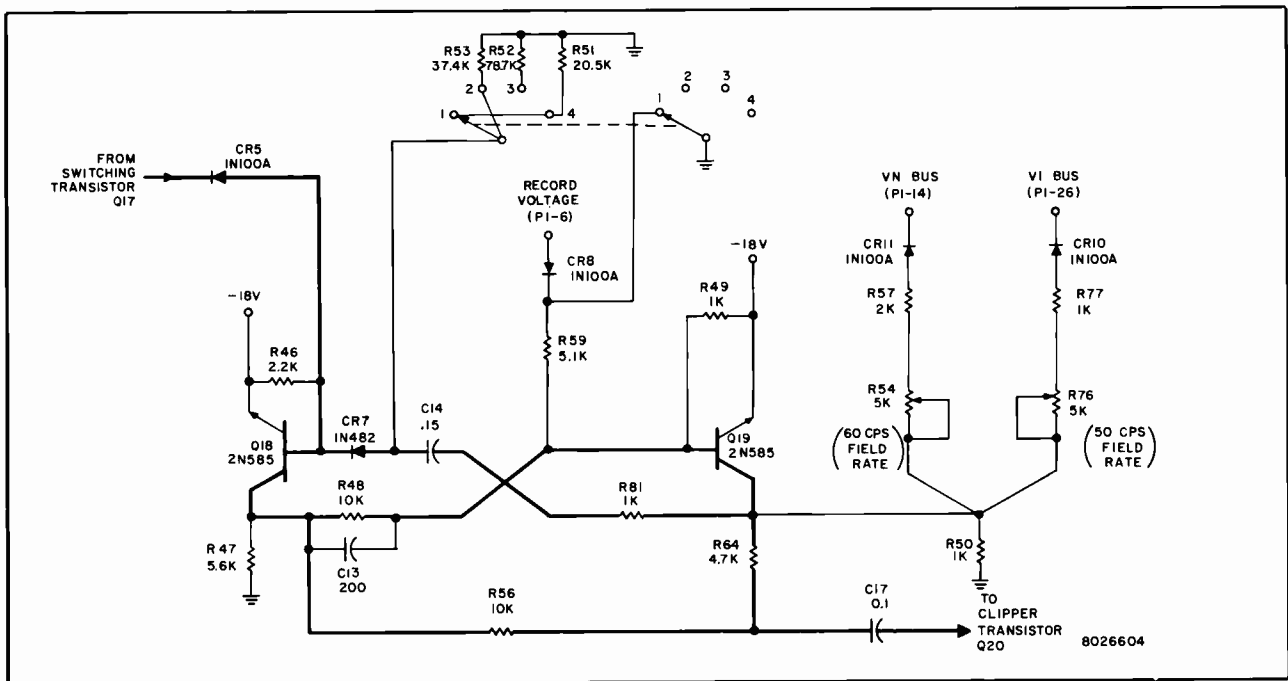 R53
37.4K
R52
78.7K
R51
20.5K
2
3
1
4
2
3
1
4
FROM
SWITCHING
TRANSISTOR
Q17
CR5
IN100A
RECORD
VOLTAGE
(P1-6)
CR8
IN100A
VN BUS
(P1-14)
VI BUS
(P1-26)
CR11
IN100A
CR10
IN100A
-18V
-18V
R49
1K
R57
2K
R77
1K
R59
5.1K
R46
2.2K
CR7
1N482
C14
.15
Q18
2N585
Q19
2N585
R54
5K
R76
5K
(60 CPS
FIELD
RATE)
(50 CPS
FIELD
RATE)
R48
10K
R81
1K
R47
5.6K
C13
200
R64
4.7K
R50
1K
R56
10K
C17
0.1
TO
CLIPPER
TRANSISTOR
Q20
8026604